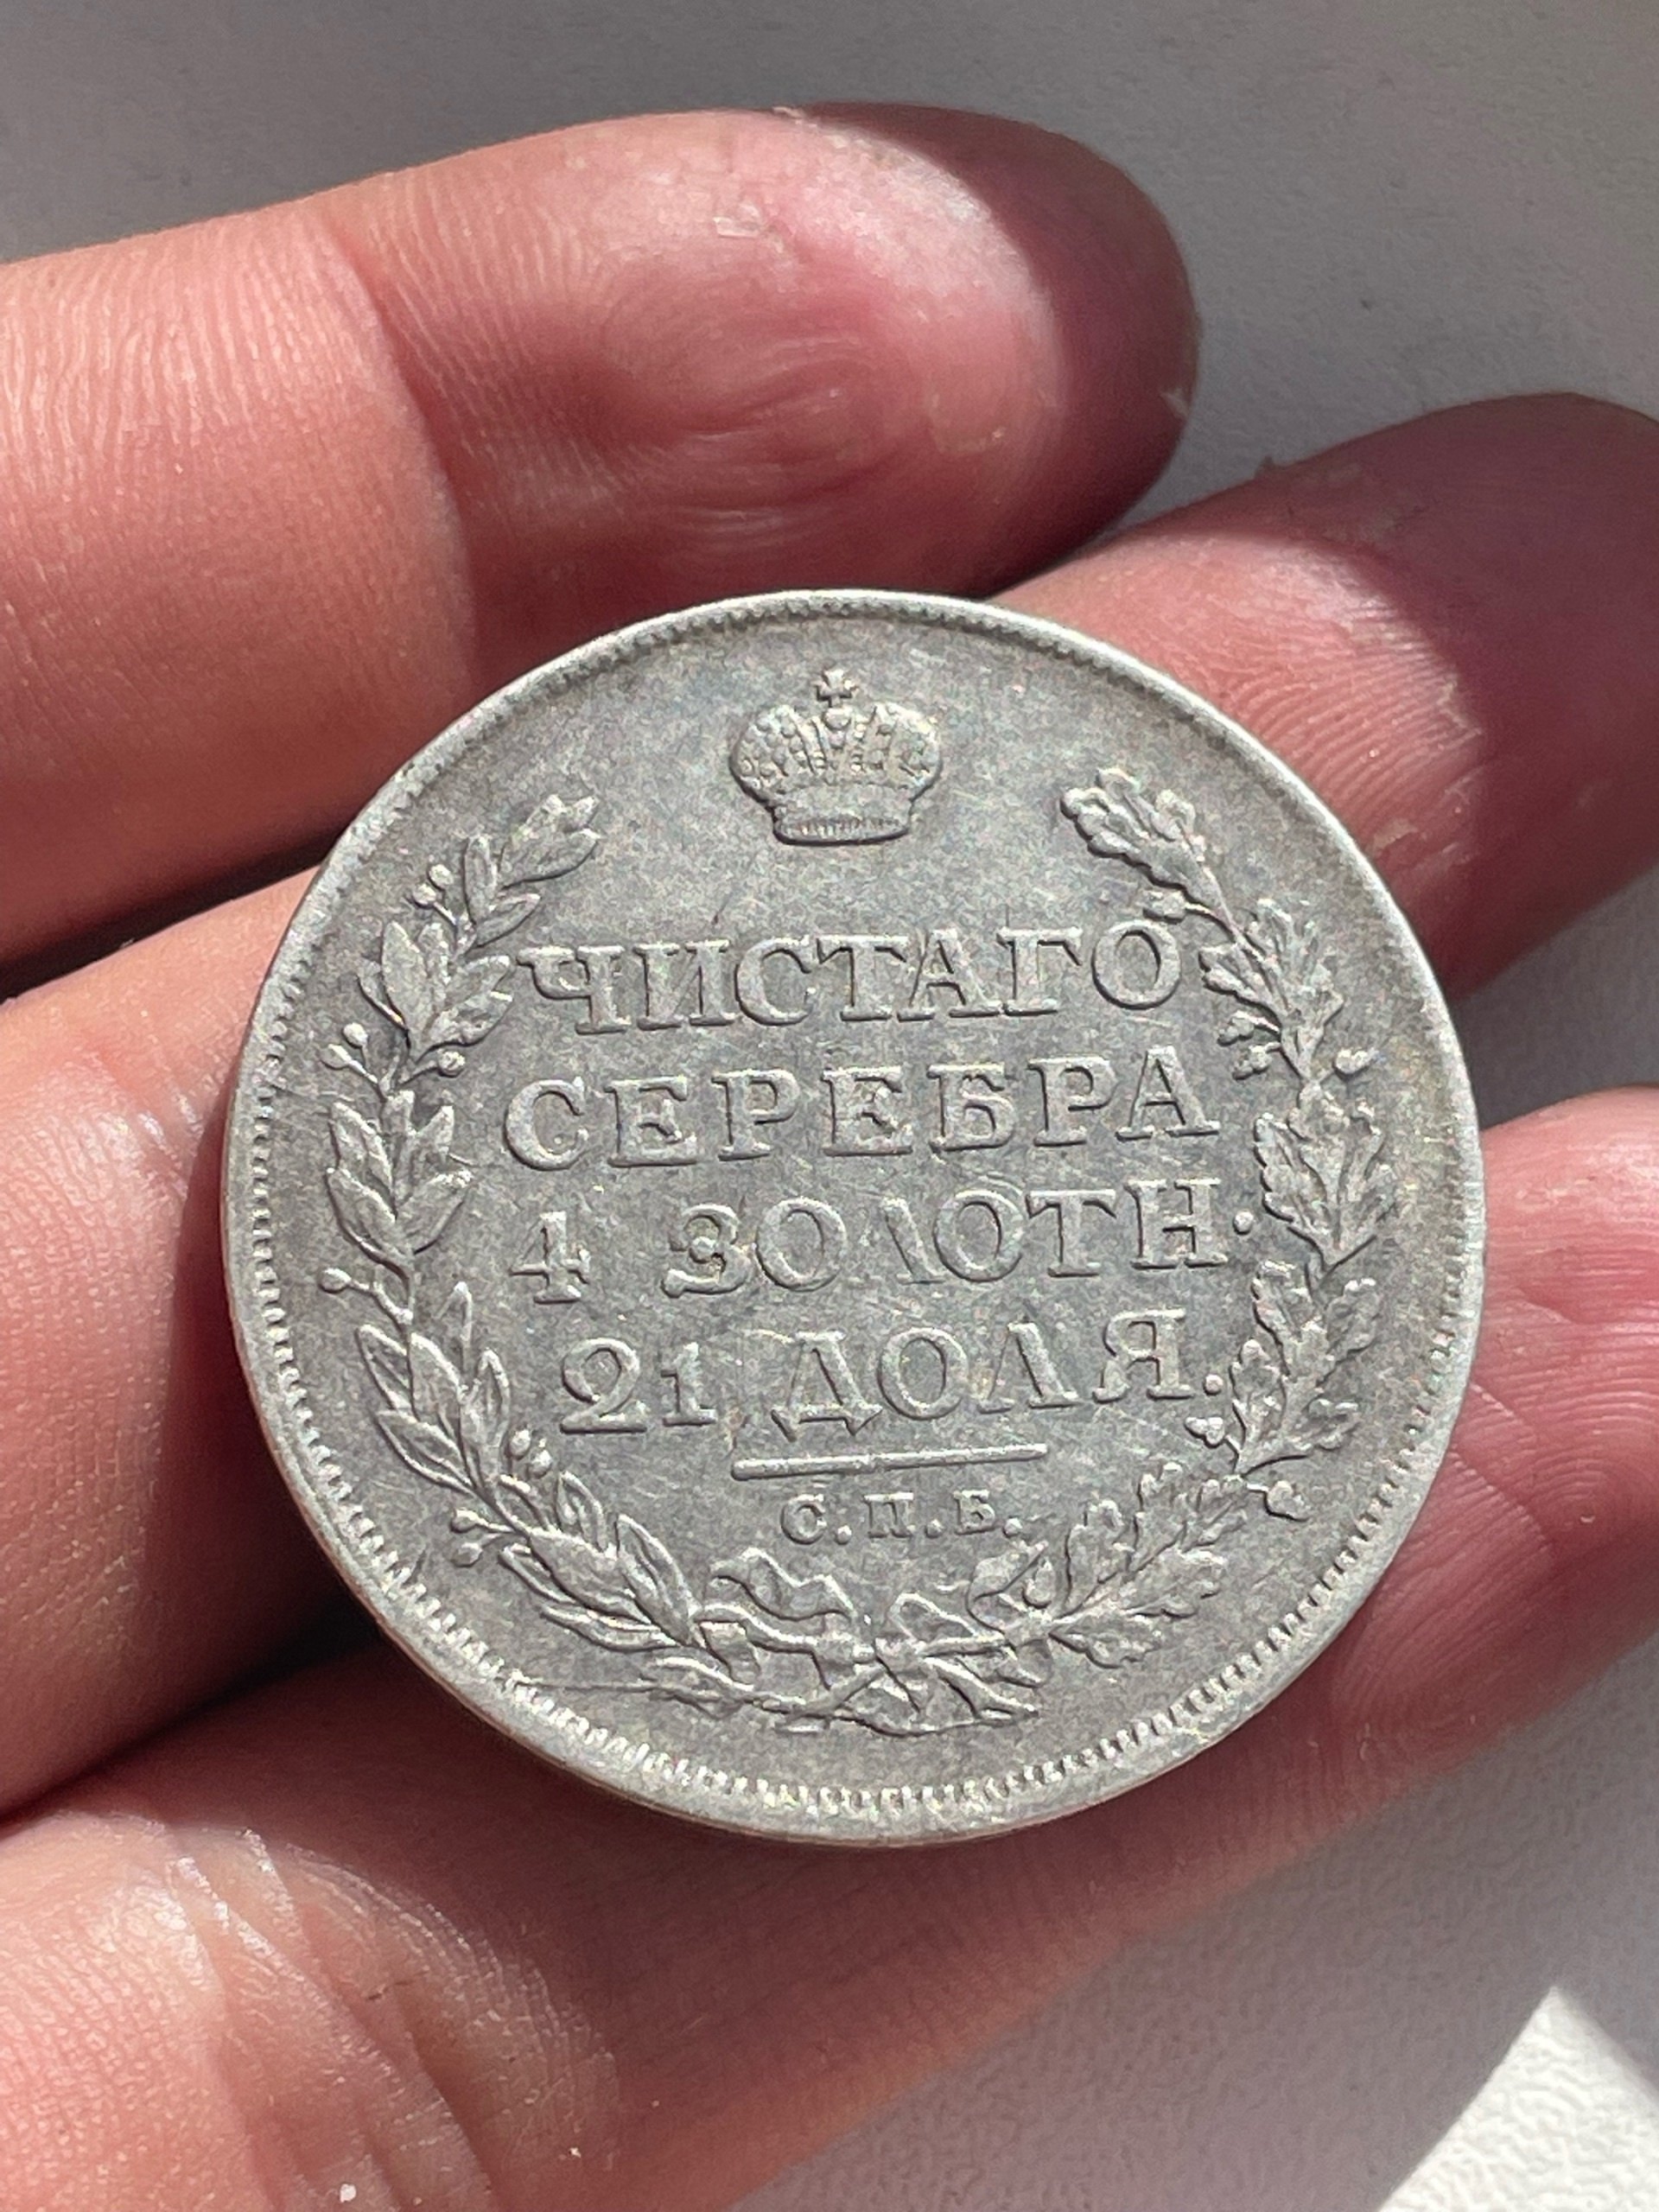 ЧИСТАГО
СЕРЕБРА
4 ЗОЛОТН.
21 ДОЛЯ.
С.П.Б.